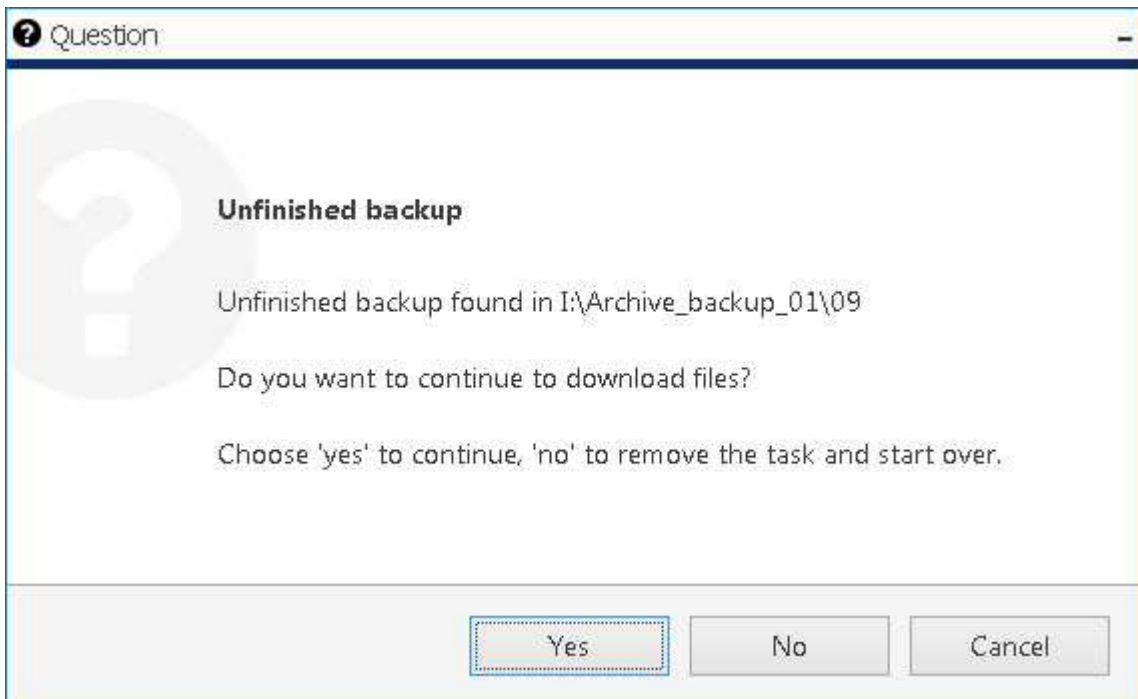 Question
Unfinished backup
Unfinished backup found in I:\Archive_backup_01\09
Do you want to continue to download files?
Choose 'yes' to continue, 'no' to remove the task and start over.
Yes No Cancel